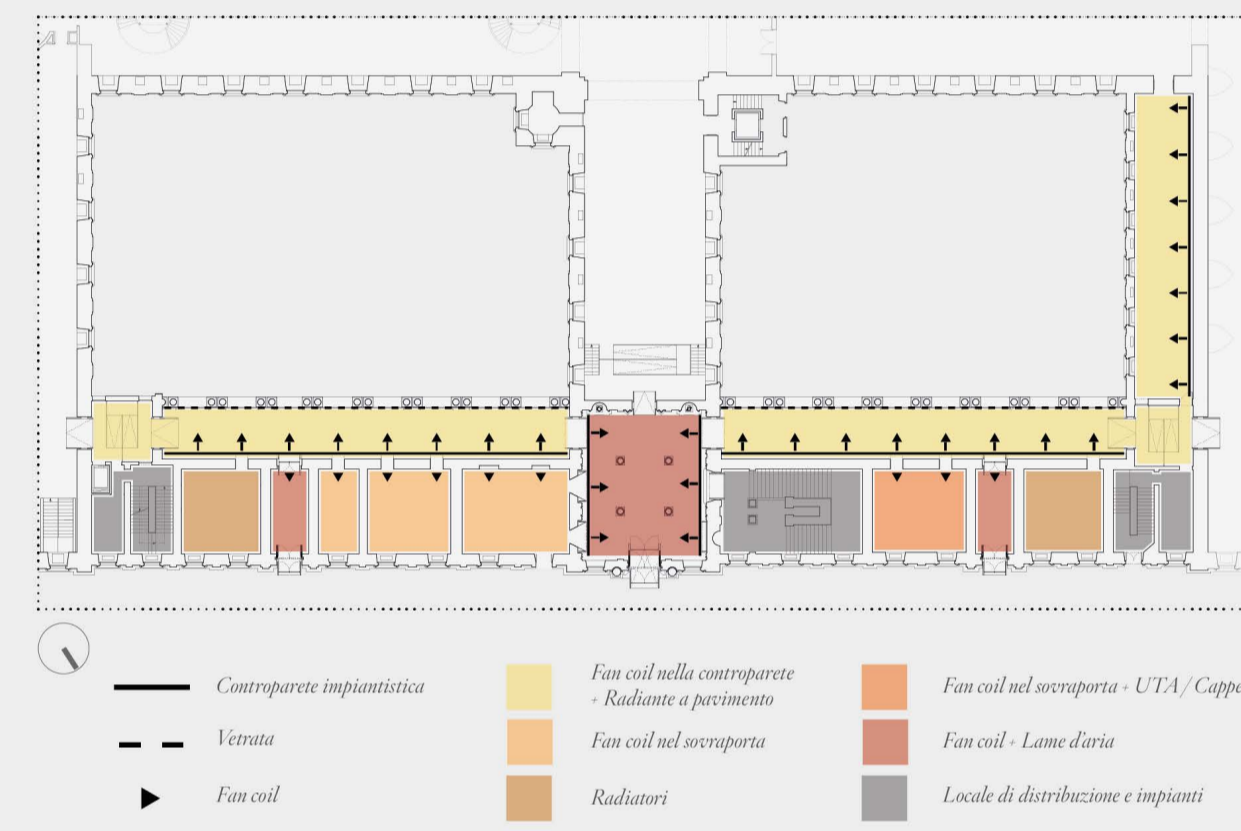 Controparete impiantistica
Vetrata
Fan coil
Fan coil nella controparete
+ Radiante a pavimento
Fan coil nel sovraporta
Radiatori
Fan coil nel sovraporta + UTA / Cappe
Fan coil + Lame d'aria
Locale di distribuzione e impianti